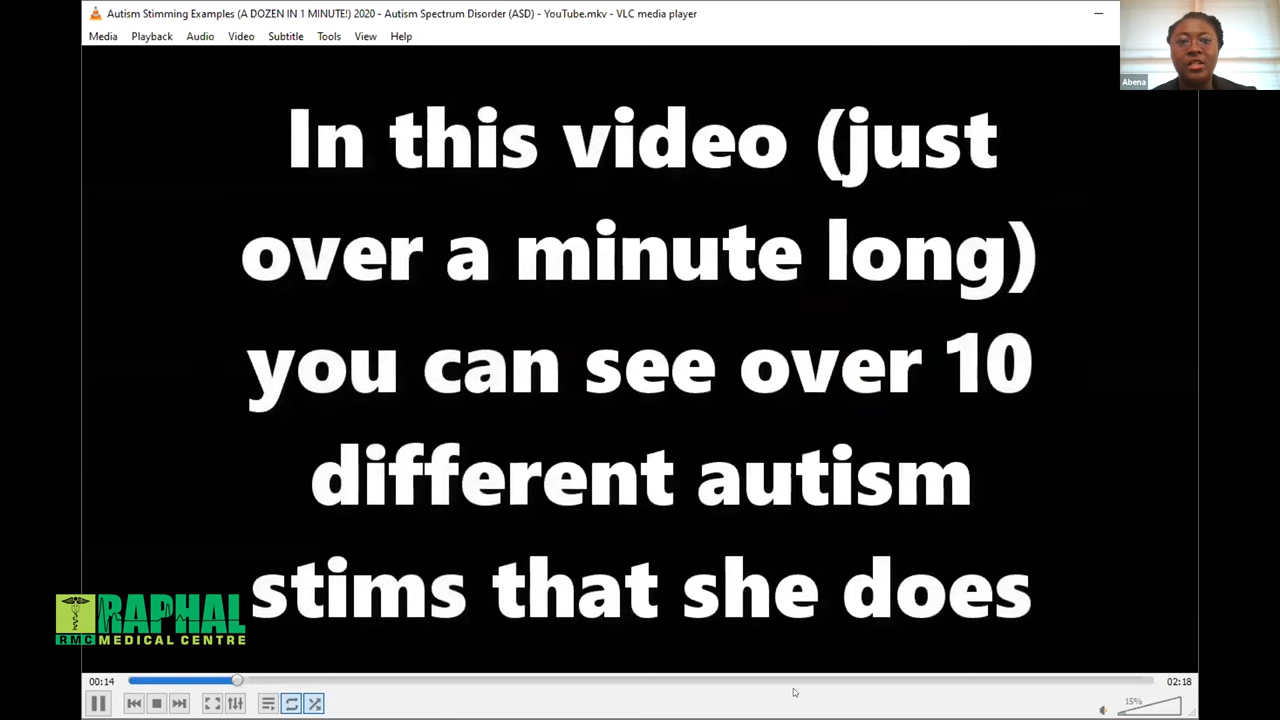 Autism Stimming Examples (A DOZEN IN 1 MINUTE!) 2020 - Autism Spectrum Disorder (ASD) - YouTube.mkv - VLC media player
Media Playback Audio Video Subtitle Tools View Help
Abena
In this video (just
over a minute long)
you can see over 10
different autism
stims that she does
RAPHAL
RMC MEDICAL CENTRE
00:14
02:18
15%